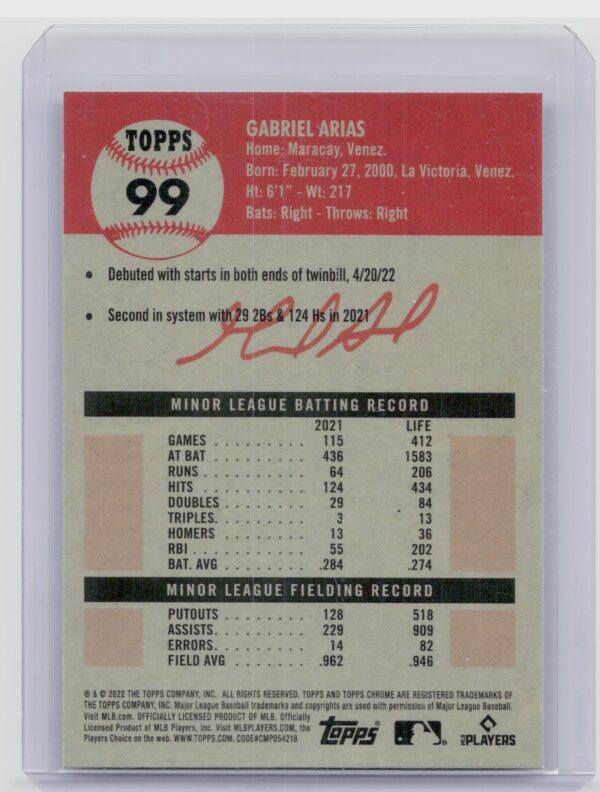 TOPPS
99
GABRIEL ARIAS
Home: Maracay, Venez.
Born: February 27, 2000, La Victoria, Venez.
Ht: 6'1" - Wt: 217
Bats: Right - Throws: Right
• Debuted with starts in both ends of twinbill, 4/20/22
• Second in system with 29 2Bs & 124 Hs in 2021
MINOR LEAGUE BATTING RECORD
2021 LIFE
GAMES . . . . . . . . . 115 412
AT BAT . . . . . . . . . 436 1583
RUNS . . . . . . . . . 64 206
HITS . . . . . . . . . 124 434
DOUBLES . . . . . . . . 29 84
TRIPLES. . . . . . . . . 3 13
HOMERS . . . . . . . . 13 36
RBI . . . . . . . . . . 55 202
BAT. AVG . . . . . . . . .284 .274
MINOR LEAGUE FIELDING RECORD
PUTOUTS . . . . . . . . 128 518
ASSISTS. . . . . . . . . 229 909
ERRORS. . . . . . . . . 14 82
FIELD AVG . . . . . . . .962 .946
® & © 2022 THE TOPPS COMPANY, INC. ALL RIGHTS RESERVED. TOPPS AND TOPPS CHROME ARE REGISTERED TRADEMARKS OF
THE TOPPS COMPANY, INC. Major League Baseball trademarks and copyrights are used with permission of Major League Baseball.
Visit MLB.com. OFFICIALLY LICENSED PRODUCT OF MLB. Officially
Licensed Product of MLB Players, Inc. Visit MLBPLAYERS.COM, the
Players Choice on the web. WWW.TOPPS.COM. CODE#CMP054218
Topps
MLB PLAYERS